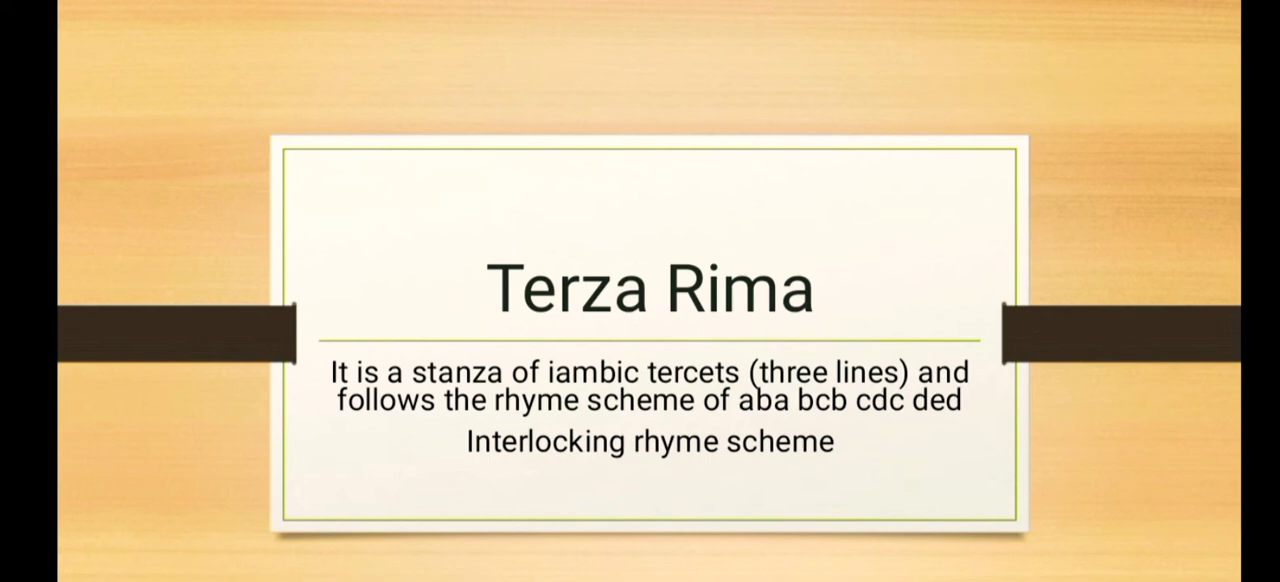 Terza Rima
It is a stanza of iambic tercets (three lines) and
follows the rhyme scheme of aba bcb cdc ded
Interlocking rhyme scheme